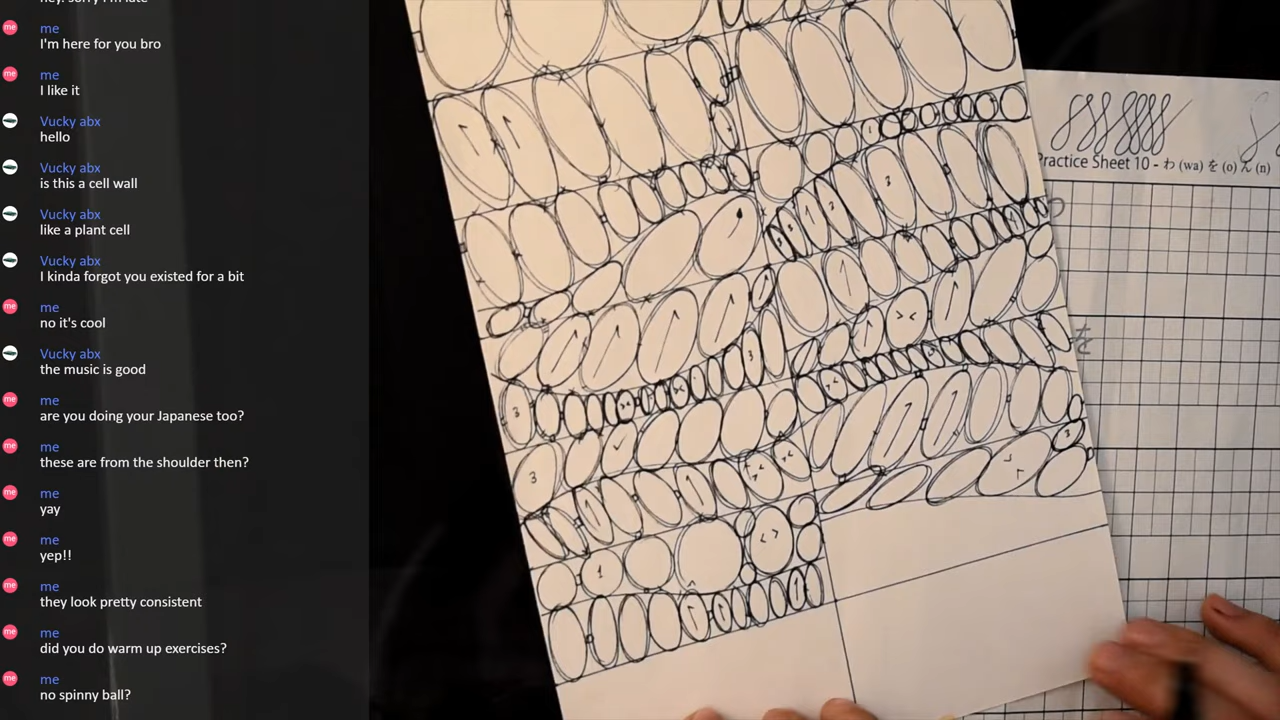 me
I'm here for you bro
me
I like it
Vucky abx
hello
Vucky abx
is this a cell wall
Vucky abx
like a plant cell
Vucky abx
I kinda forgot you existed for a bit
me
no it's cool
Vucky abx
the music is good
me
are you doing your Japanese too?
me
these are from the shoulder then?
me
yay
me
yep!!
me
they look pretty consistent
me
did you do warm up exercises?
me
no spinny ball?
Practice Sheet 10 - わ (wa) を (o) ん (n)
を